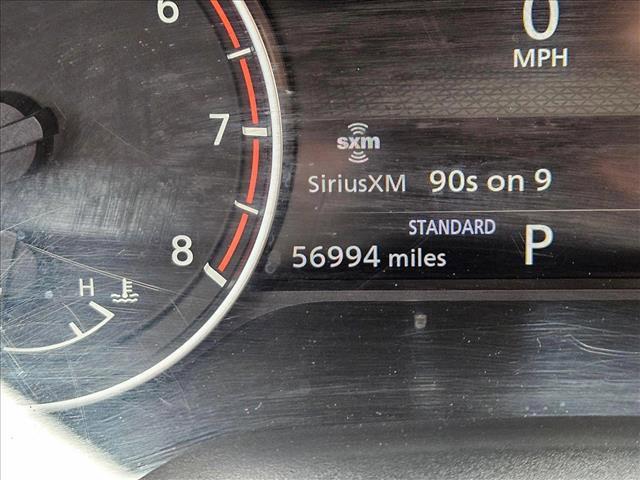 6
0
MPH
7
sxm
SiriusXM 90s on 9
STANDARD
8
56994 miles
P
H